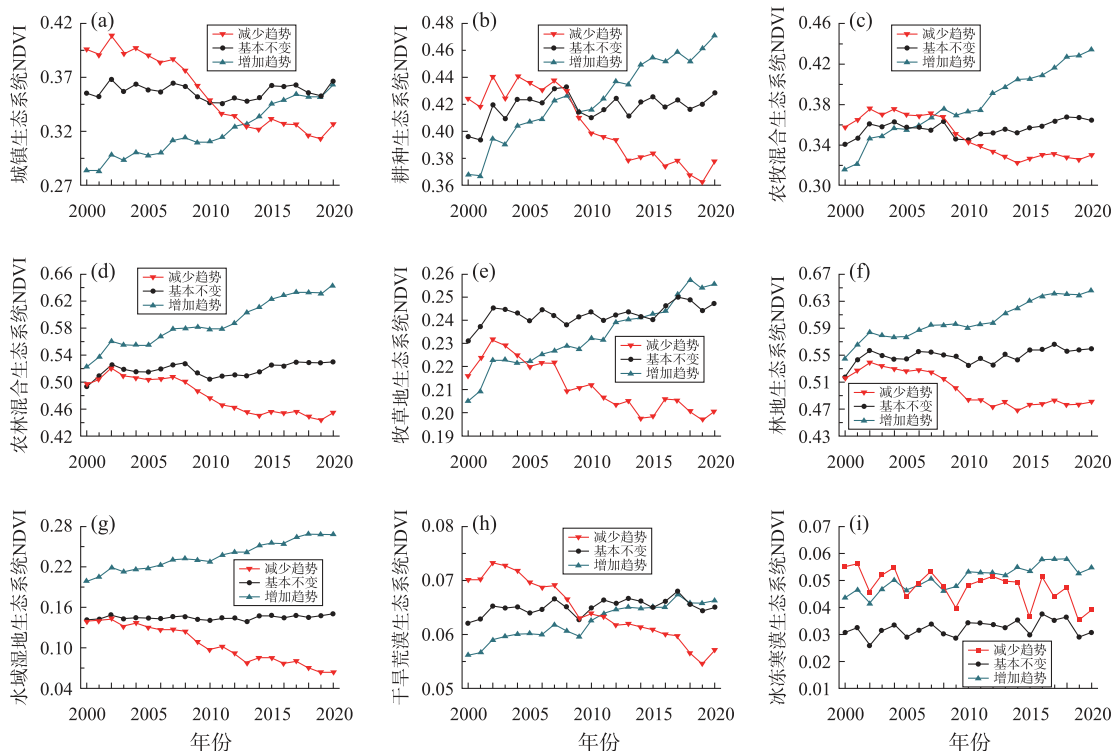 (a)
减少趋势
基本不变
增加趋势
城镇生态系统NDVI
0.42
0.37
0.32
0.27
2000 2005 2010 2015 2020
(b)
减少趋势
基本不变
增加趋势
耕种生态系统NDVI
0.48
0.46
0.44
0.42
0.40
0.38
0.36
2000 2005 2010 2015 2020
(c)
减少趋势
基本不变
增加趋势
农牧混合生态系统NDVI
0.46
0.42
0.38
0.34
0.30
2000 2005 2010 2015 2020
(d)
减少趋势
基本不变
增加趋势
农林混合生态系统NDVI
0.66
0.62
0.58
0.54
0.50
0.46
0.42
2000 2005 2010 2015 2020
(e)
减少趋势
基本不变
增加趋势
牧草地生态系统NDVI
0.26
0.25
0.24
0.23
0.22
0.21
0.20
0.19
2000 2005 2010 2015 2020
(f)
减少趋势
基本不变
增加趋势
林地生态系统NDVI
0.67
0.63
0.59
0.55
0.51
0.47
0.43
2000 2005 2010 2015 2020
(g)
减少趋势
基本不变
增加趋势
水域湿地生态系统NDVI
0.28
0.22
0.16
0.10
0.04
2000 2005 2010 2015 2020
年份
(h)
减少趋势
基本不变
增加趋势
干旱荒漠生态系统NDVI
0.08
0.07
0.06
0.05
2000 2005 2010 2015 2020
年份
(i)
减少趋势
基本不变
增加趋势
冰冻寒漠生态系统NDVI
0.07
0.06
0.05
0.04
0.03
0.02
0.01
2000 2005 2010 2015 2020
年份